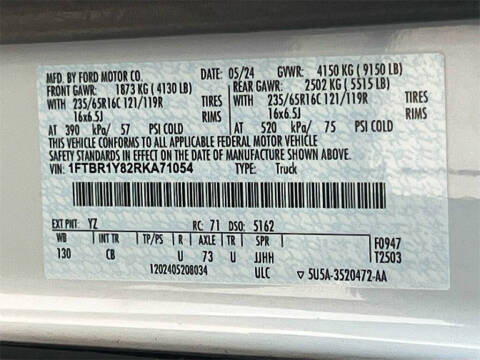 MFD. BY FORD MOTOR CO. DATE: 05/24 GVWR: 4150 KG (9150 LB)
FRONT GAWR: 1873 KG (4130 LB) REAR GAWR: 2502 KG (5515 LB)
WITH 235/65R16C 121/119R TIRES WITH 235/65R16C 121/119R TIRES
16x6.5J RIMS 16x6.5J RIMS
AT 390 kPa/ 57 PSI COLD AT 520 kPa/ 75 PSI COLD
THIS VEHICLE CONFORMS TO ALL APPLICABLE FEDERAL MOTOR VEHICLE
SAFETY STANDARDS IN EFFECT ON THE DATE OF MANUFACTURE SHOWN ABOVE.
VIN: 1FTBR1Y82RKA71054 TYPE: Truck
EXT PNT: YZ RC: 71 DSO: 5162
WB INT TR TP/PS R AXLE TR SPR F0947
130 CB U 73 U JJHH T2503
1202405208034 ULC ▽ 5U5A-3520472-AA